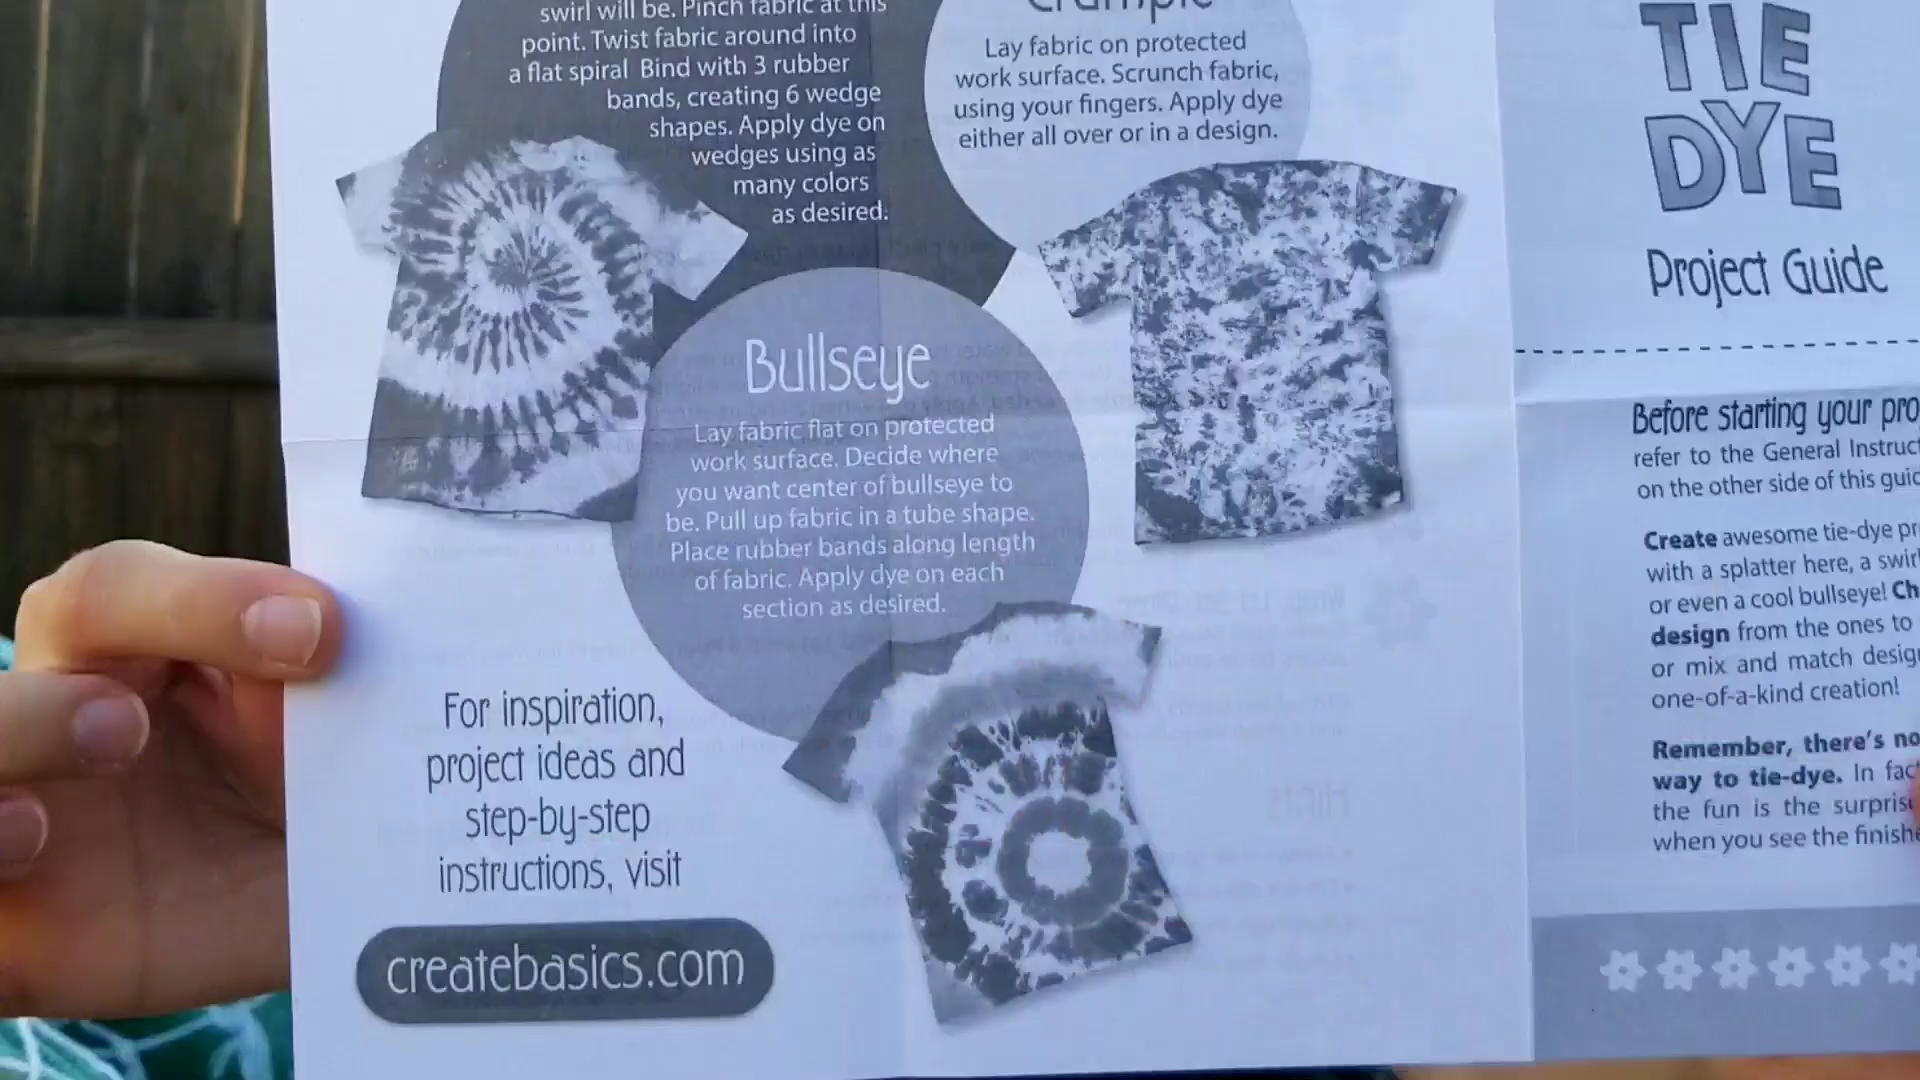 swirl will be. Pinch fabric at this
point. Twist fabric around into
a flat spiral Bind with 3 rubber
bands, creating 6 wedge
shapes. Apply dye on
wedges using as
many colors
as desired.
Crumple
Lay fabric on protected
work surface. Scrunch fabric,
using your fingers. Apply dye
either all over or in a design.
Bullseye
Lay fabric flat on protected
work surface. Decide where
you want center of bullseye to
be. Pull up fabric in a tube shape.
Place rubber bands along length
of fabric. Apply dye on each
section as desired.
For inspiration,
project ideas and
step-by-step
instructions, visit
createbasics.com
TIE
DYE
Project Guide
Before starting your pro
refer to the General Instruc
on the other side of this guid
Create awesome tie-dye pr
with a splatter here, a swirl
or even a cool bullseye! Ch
design from the ones to
or mix and match desig
one-of-a-kind creation!
Remember, there's no
way to tie-dye. In fac
the fun is the surpris
when you see the finishe